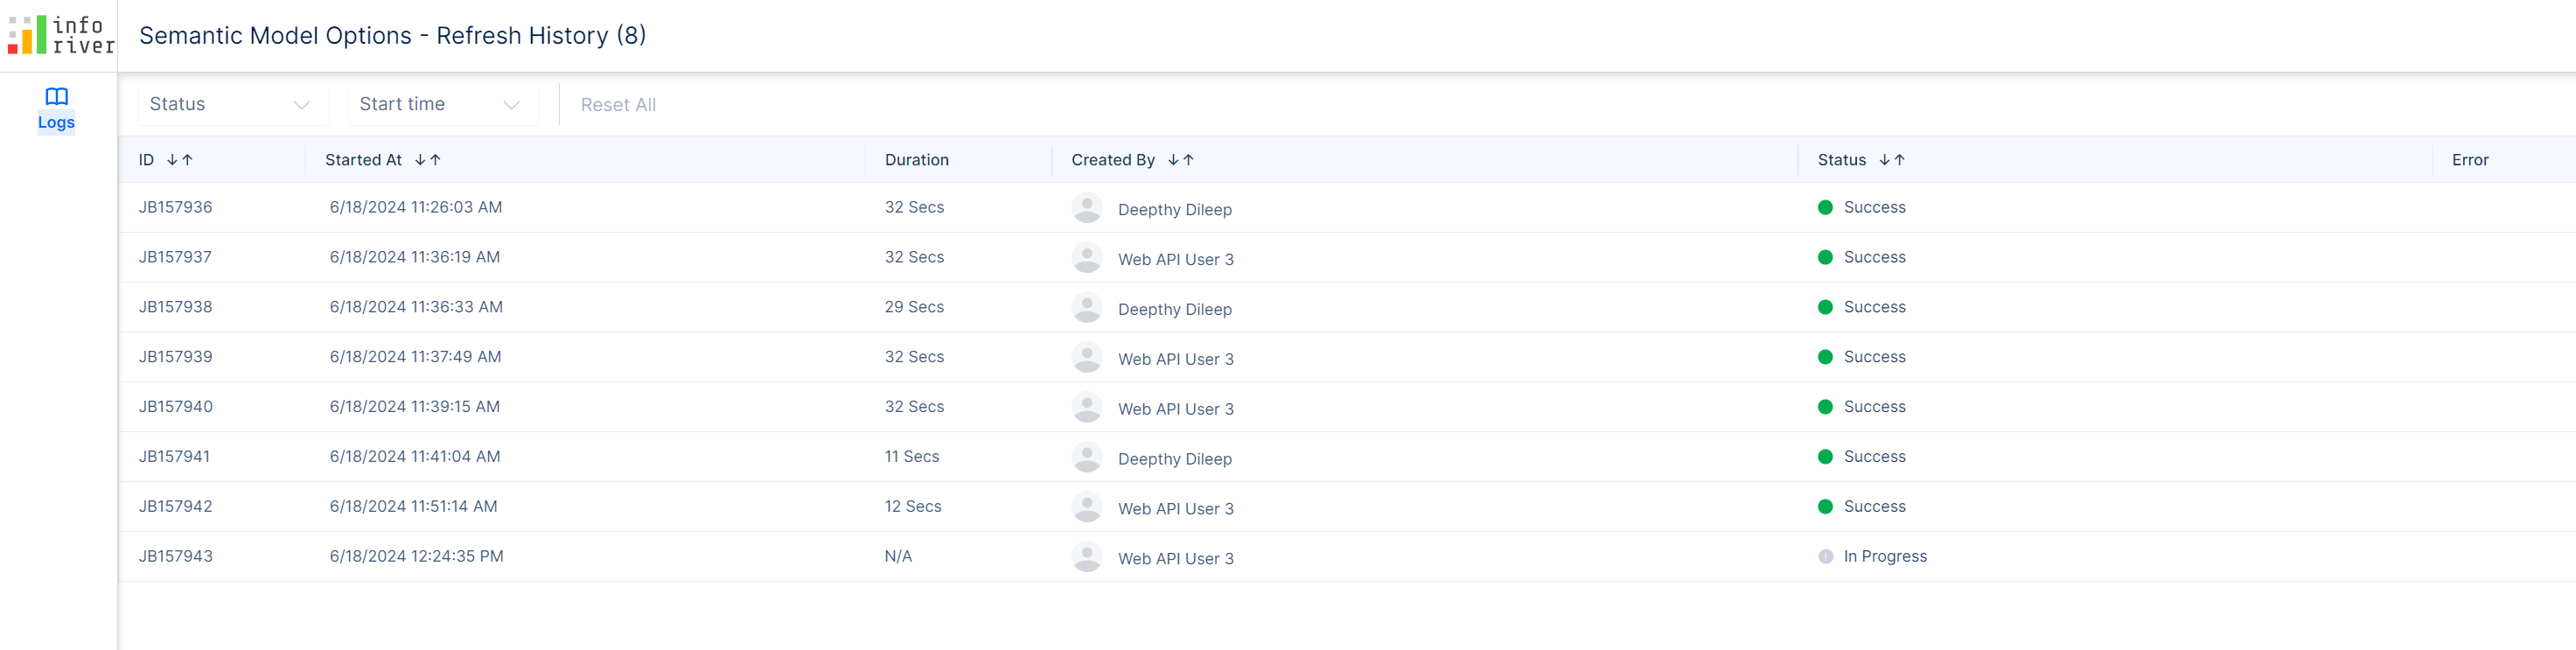 info
river
Semantic Model Options - Refresh History (8)
Logs
Status Start time Reset All
ID Started At Duration Created By Status Error
JB157936 6/18/2024 11:26:03 AM 32 Secs Deepthy Dileep Success
JB157937 6/18/2024 11:36:19 AM 32 Secs Web API User 3 Success
JB157938 6/18/2024 11:36:33 AM 29 Secs Deepthy Dileep Success
JB157939 6/18/2024 11:37:49 AM 32 Secs Web API User 3 Success
JB157940 6/18/2024 11:39:15 AM 32 Secs Web API User 3 Success
JB157941 6/18/2024 11:41:04 AM 11 Secs Deepthy Dileep Success
JB157942 6/18/2024 11:51:14 AM 12 Secs Web API User 3 Success
JB157943 6/18/2024 12:24:35 PM N/A Web API User 3 In Progress